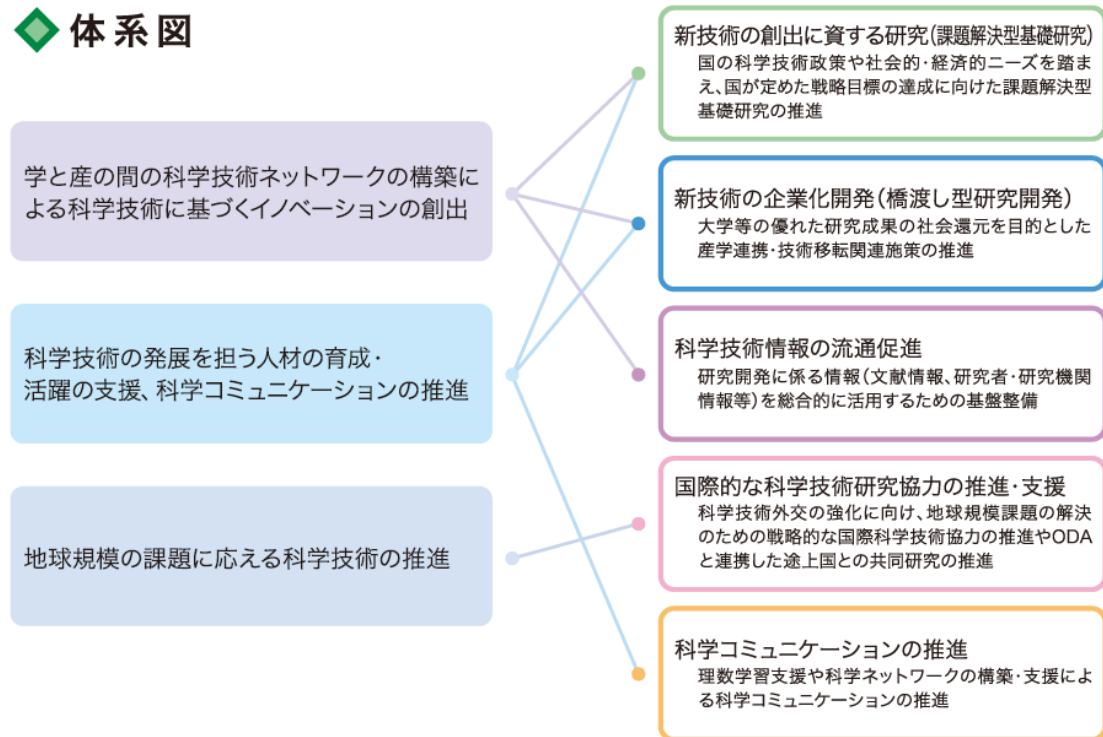 体系図
学と産の間の科学技術ネットワークの構築に
よる科学技術に基づくイノベーションの創出
科学技術の発展を担う人材の育成・
活躍の支援、科学コミュニケーションの推進
地球規模の課題に応える科学技術の推進
新技術の創出に資する研究(課題解決型基礎研究)
国の科学技術政策や社会的・経済的ニーズを踏ま
え、国が定めた戦略目標の達成に向けた課題解決型
基礎研究の推進
新技術の企業化開発(橋渡し型研究開発)
大学等の優れた研究成果の社会還元を目的とした
産学連携・技術移転関連施策の推進
科学技術情報の流通促進
研究開発に係る情報(文献情報、研究者・研究機関
情報等)を総合的に活用するための基盤整備
国際的な科学技術研究協力の推進・支援
科学技術外交の強化に向け、地球規模課題の解決
のための戦略的な国際科学技術協力の推進やODA
と連携した途上国との共同研究の推進
科学コミュニケーションの推進
理数学習支援や科学ネットワークの構築・支援によ
る科学コミュニケーションの推進